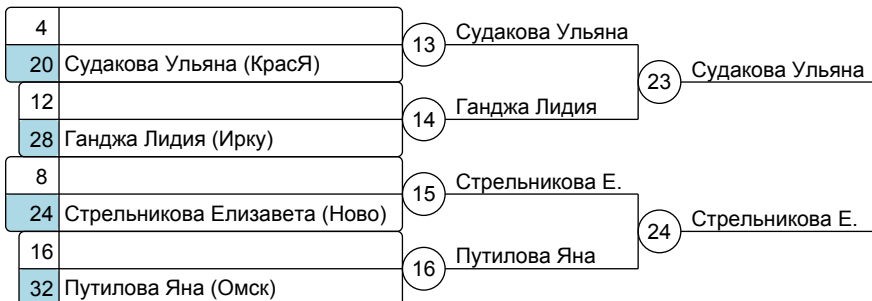 4
13 Судакова Ульяна
20 Судакова Ульяна (КрасЯ)
23 Судакова Ульяна
12
14 Ганджа Лидия
28 Ганджа Лидия (Ирку)
8
15 Стрельникова Е.
24 Стрельникова Елизавета (Ново)
24 Стрельникова Е.
16
16 Путилова Яна
32 Путилова Яна (Омск)